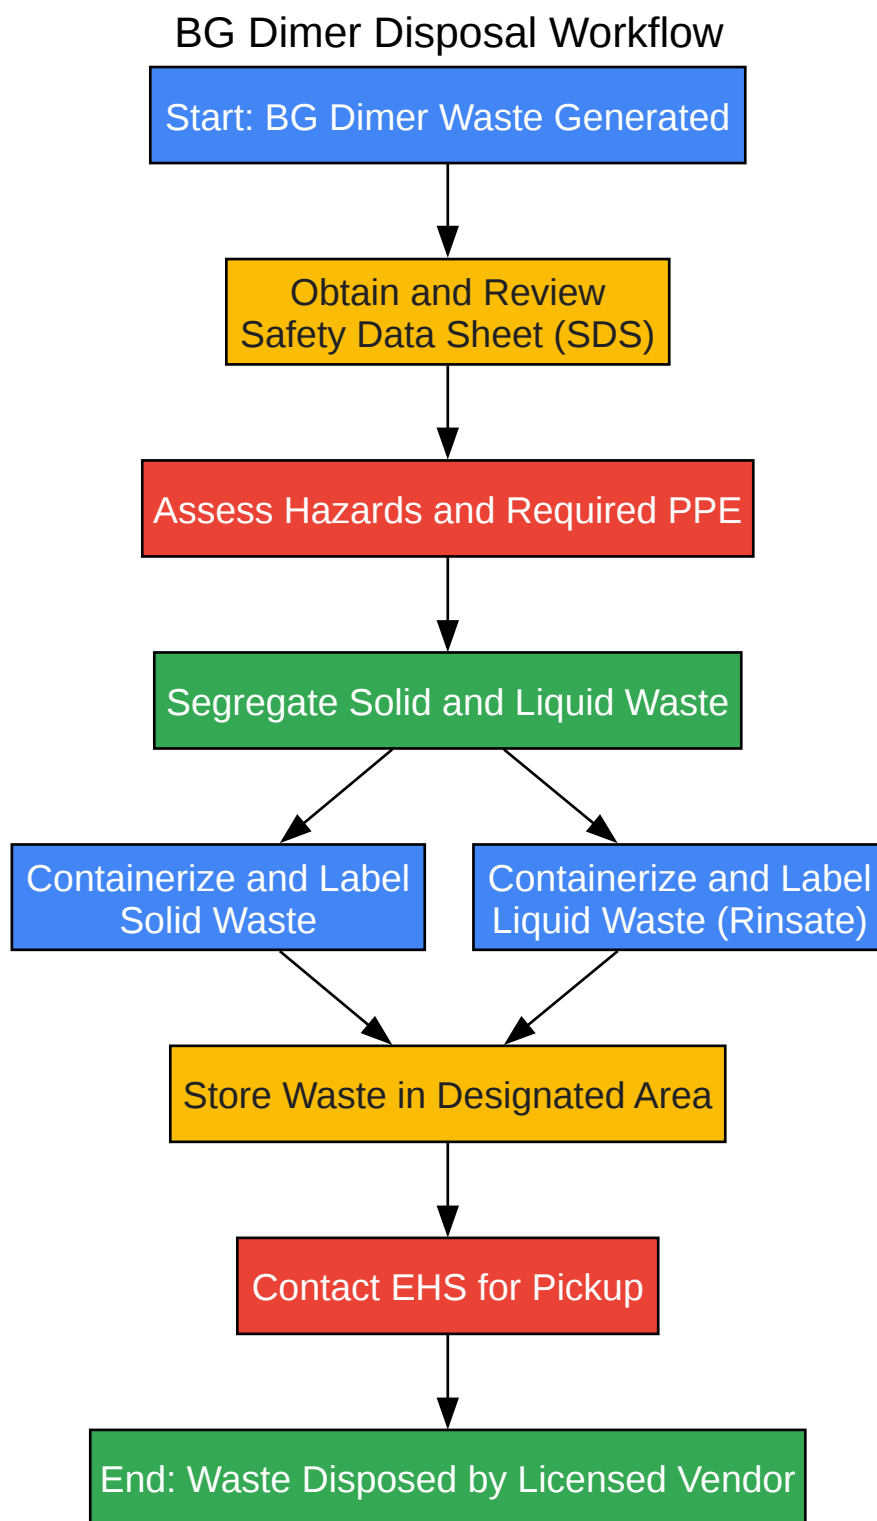 BG Dimer Disposal Workflow
Start: BG Dimer Waste Generated
Obtain and Review
Safety Data Sheet (SDS)
Assess Hazards and Required PPE
Segregate Solid and Liquid Waste
Containerize and Label
Solid Waste
Containerize and Label
Liquid Waste (Rinsate)
Store Waste in Designated Area
Contact EHS for Pickup
End: Waste Disposed by Licensed Vendor